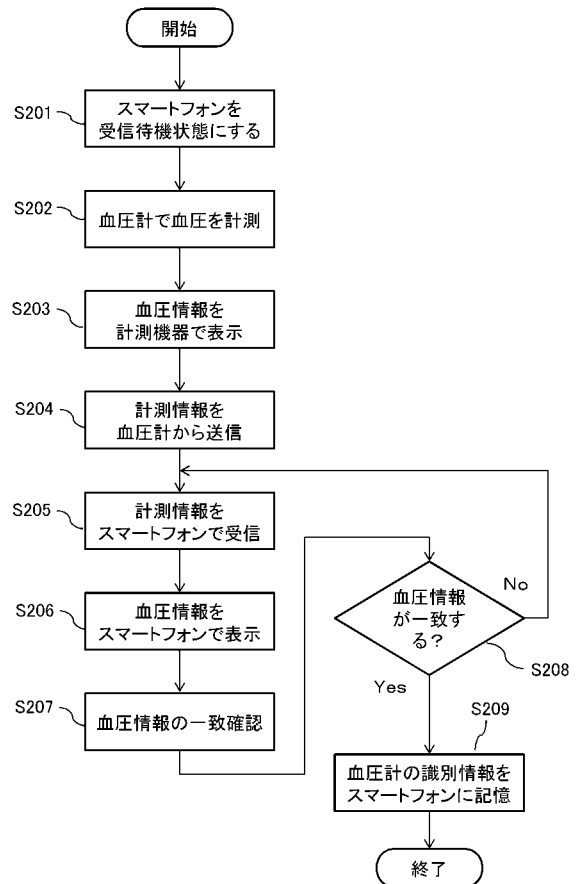 開始
S201
スマートフォンを
受信待機状態にする
S202
血圧計で血圧を計測
S203
血圧情報を
計測機器で表示
S204
計測情報を
血圧計から送信
S205
計測情報を
スマートフォンで受信
S206
血圧情報を
スマートフォンで表示
S207
血圧情報の一致確認
血圧情報
が一致す
る?
No
S208
Yes
S209
血圧計の識別情報を
スマートフォンに記憶
終了